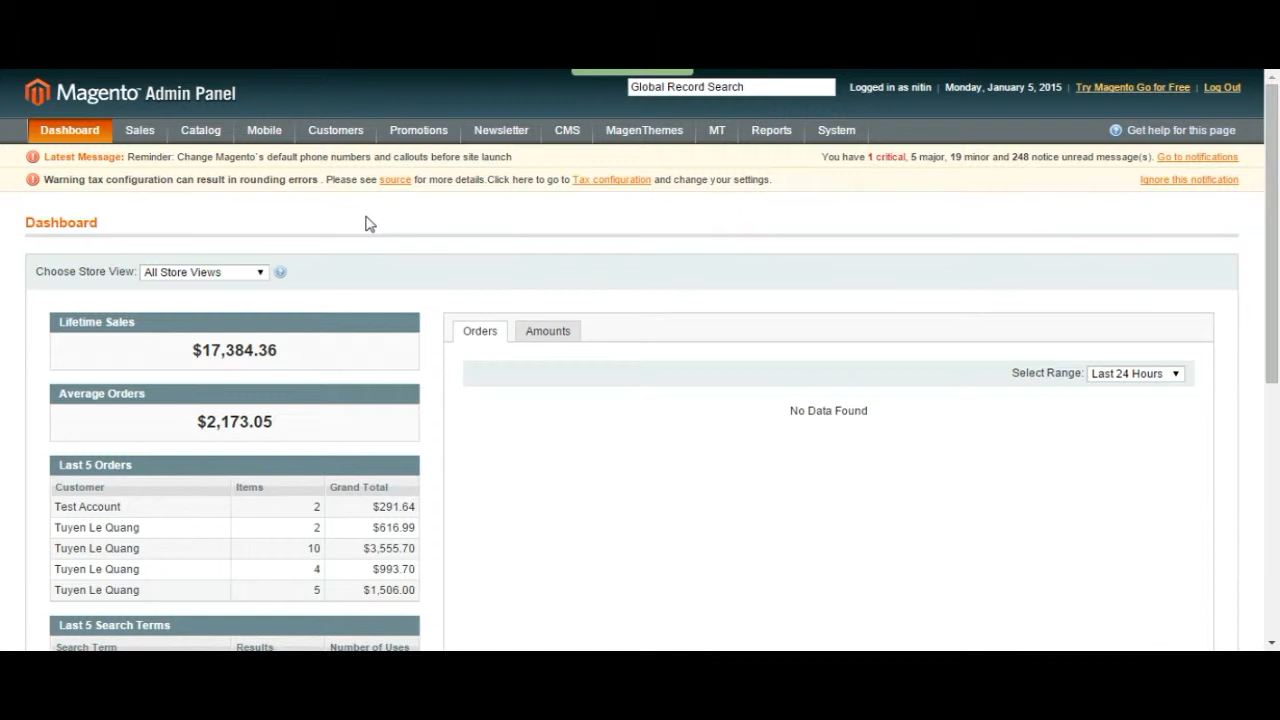 Magento Admin Panel
Global Record Search
Logged in as nitin | Monday, January 5, 2015 | Try Magento Go for Free | Log Out
Dashboard Sales Catalog Mobile Customers Promotions Newsletter CMS MagenThemes MT Reports System Get help for this page
Latest Message: Reminder: Change Magento`s default phone numbers and callouts before site launch You have 1 critical, 5 major, 19 minor and 248 notice unread message(s). Go to notifications
Warning tax configuration can result in rounding errors . Please see source for more details.Click here to go to Tax configuration and change your settings. Ignore this notification
Dashboard
Choose Store View: All Store Views
Lifetime Sales
$17,384.36
Average Orders
$2,173.05
Last 5 Orders
Customer Items Grand Total
Test Account 2 $291.64
Tuyen Le Quang 2 $616.99
Tuyen Le Quang 10 $3,555.70
Tuyen Le Quang 4 $993.70
Tuyen Le Quang 5 $1,506.00
Last 5 Search Terms
Search Term Results Number of Uses
Orders Amounts
Select Range: Last 24 Hours
No Data Found